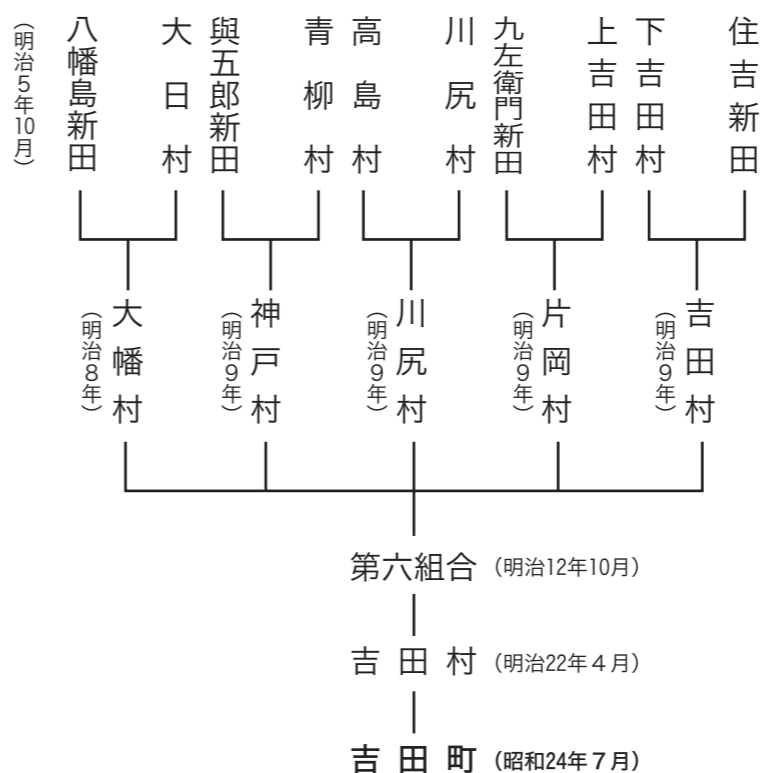 住吉新田
下吉田村
上吉田村
九左衛門新田
川尻村
高島村
青柳村
與五郎新田
大日村
八幡島新田
（明治5年10月）
吉田村
（明治9年）
片岡村
（明治9年）
川尻村
（明治9年）
神戸村
（明治9年）
大幡村
（明治8年）
第六組合（明治12年10月）
吉田村（明治22年4月）
吉田町（昭和24年7月）